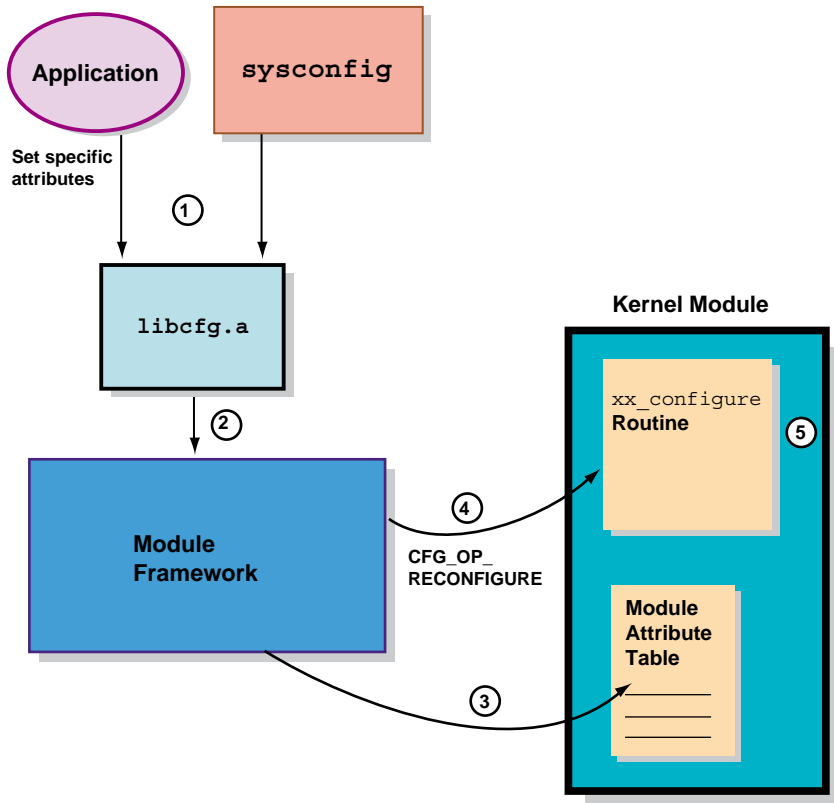 Application
sysconfig
Set specific
attributes
1
libcfg.a
Kernel Module
2
xx_configure
Routine
5
4
Module
Framework
CFG_OP_
RECONFIGURE
Module
Attribute
Table
3